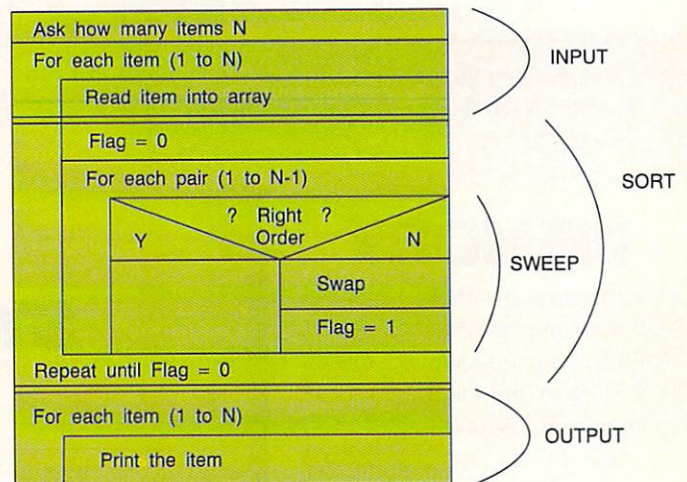 Ask how many items N
For each item (1 to N)
INPUT
Read item into array
Flag = 0
For each pair (1 to N-1)
SORT
? Right ?
Y Order N
SWEEP
Swap
Flag = 1
Repeat until Flag = 0
For each item (1 to N)
OUTPUT
Print the item